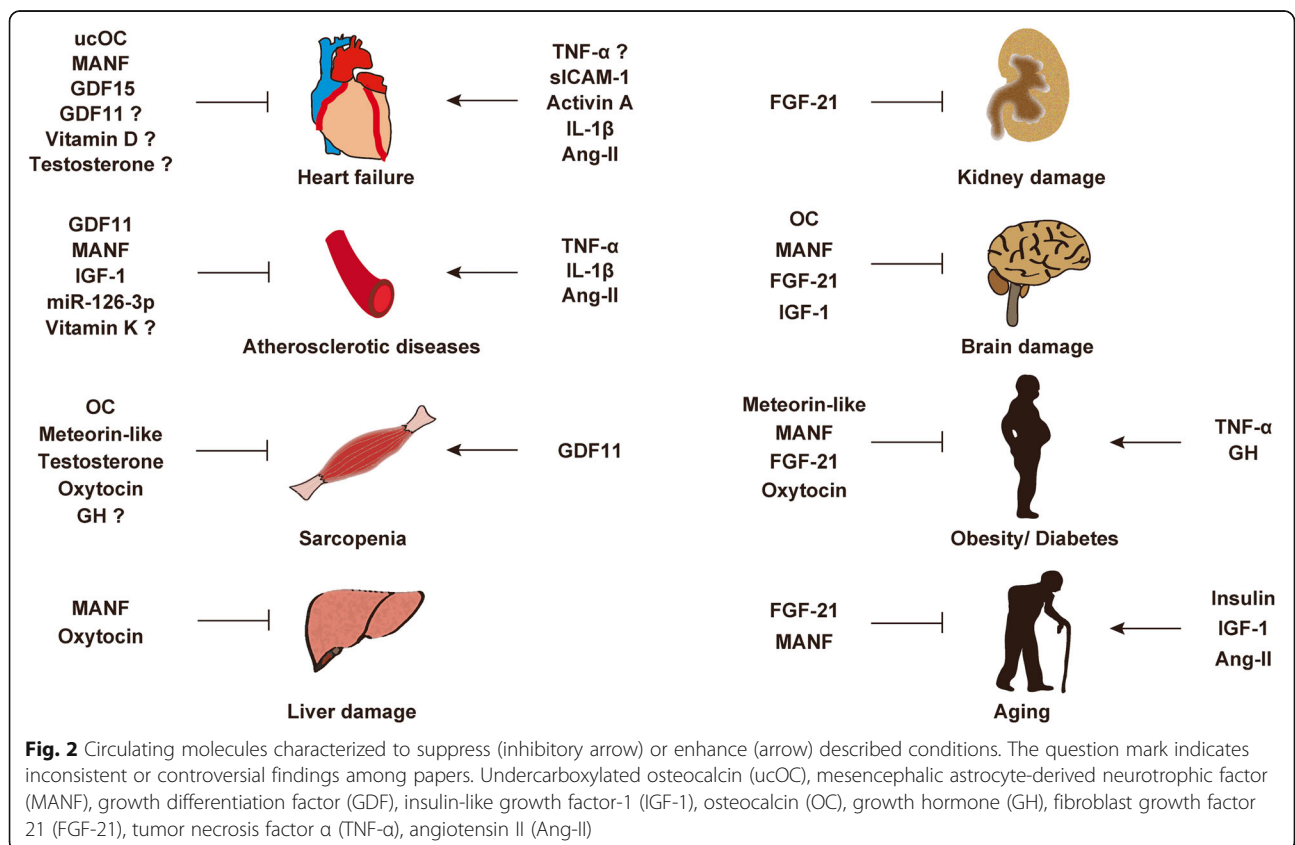 ucOC
MANF
GDF15
GDF11 ?
Vitamin D ?
Testosterone ?
Heart failure
TNF-α ?
sICAM-1
Activin A
IL-1β
Ang-II
FGF-21
Kidney damage
GDF11
MANF
IGF-1
miR-126-3p
Vitamin K ?
Atherosclerotic diseases
TNF-α
IL-1β
Ang-II
OC
MANF
FGF-21
IGF-1
Brain damage
OC
Meteorin-like
Testosterone
Oxytocin
GH ?
Sarcopenia
GDF11
Meteorin-like
MANF
FGF-21
Oxytocin
Obesity/ Diabetes
TNF-α
GH
MANF
Oxytocin
Liver damage
FGF-21
MANF
Aging
Insulin
IGF-1
Ang-II
Fig. 2 Circulating molecules characterized to suppress (inhibitory arrow) or enhance (arrow) described conditions. The question mark indicates
inconsistent or controversial findings among papers. Undercarboxylated osteocalcin (ucOC), mesencephalic astrocyte-derived neurotrophic factor
(MANF), growth differentiation factor (GDF), insulin-like growth factor-1 (IGF-1), osteocalcin (OC), growth hormone (GH), fibroblast growth factor
21 (FGF-21), tumor necrosis factor α (TNF-α), angiotensin II (Ang-II)